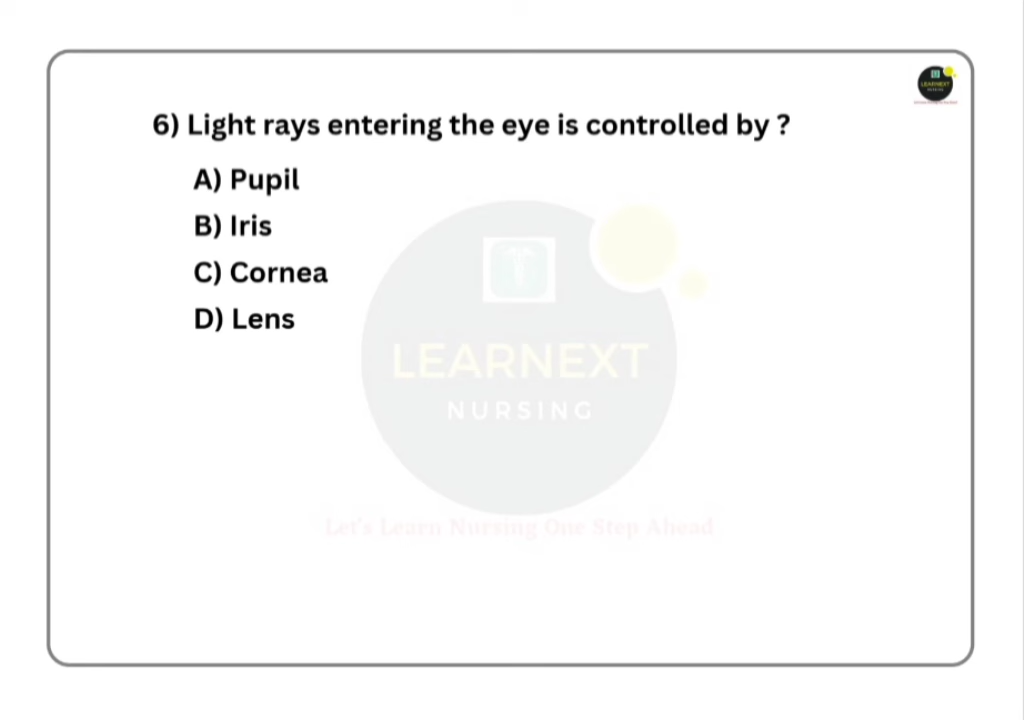 LEARNEXT
6) Light rays entering the eye is controlled by ?
A) Pupil
B) Iris
C) Cornea
D) Lens
LEARNEXT
NURSING
Let's Learn Nursing One Step Ahead